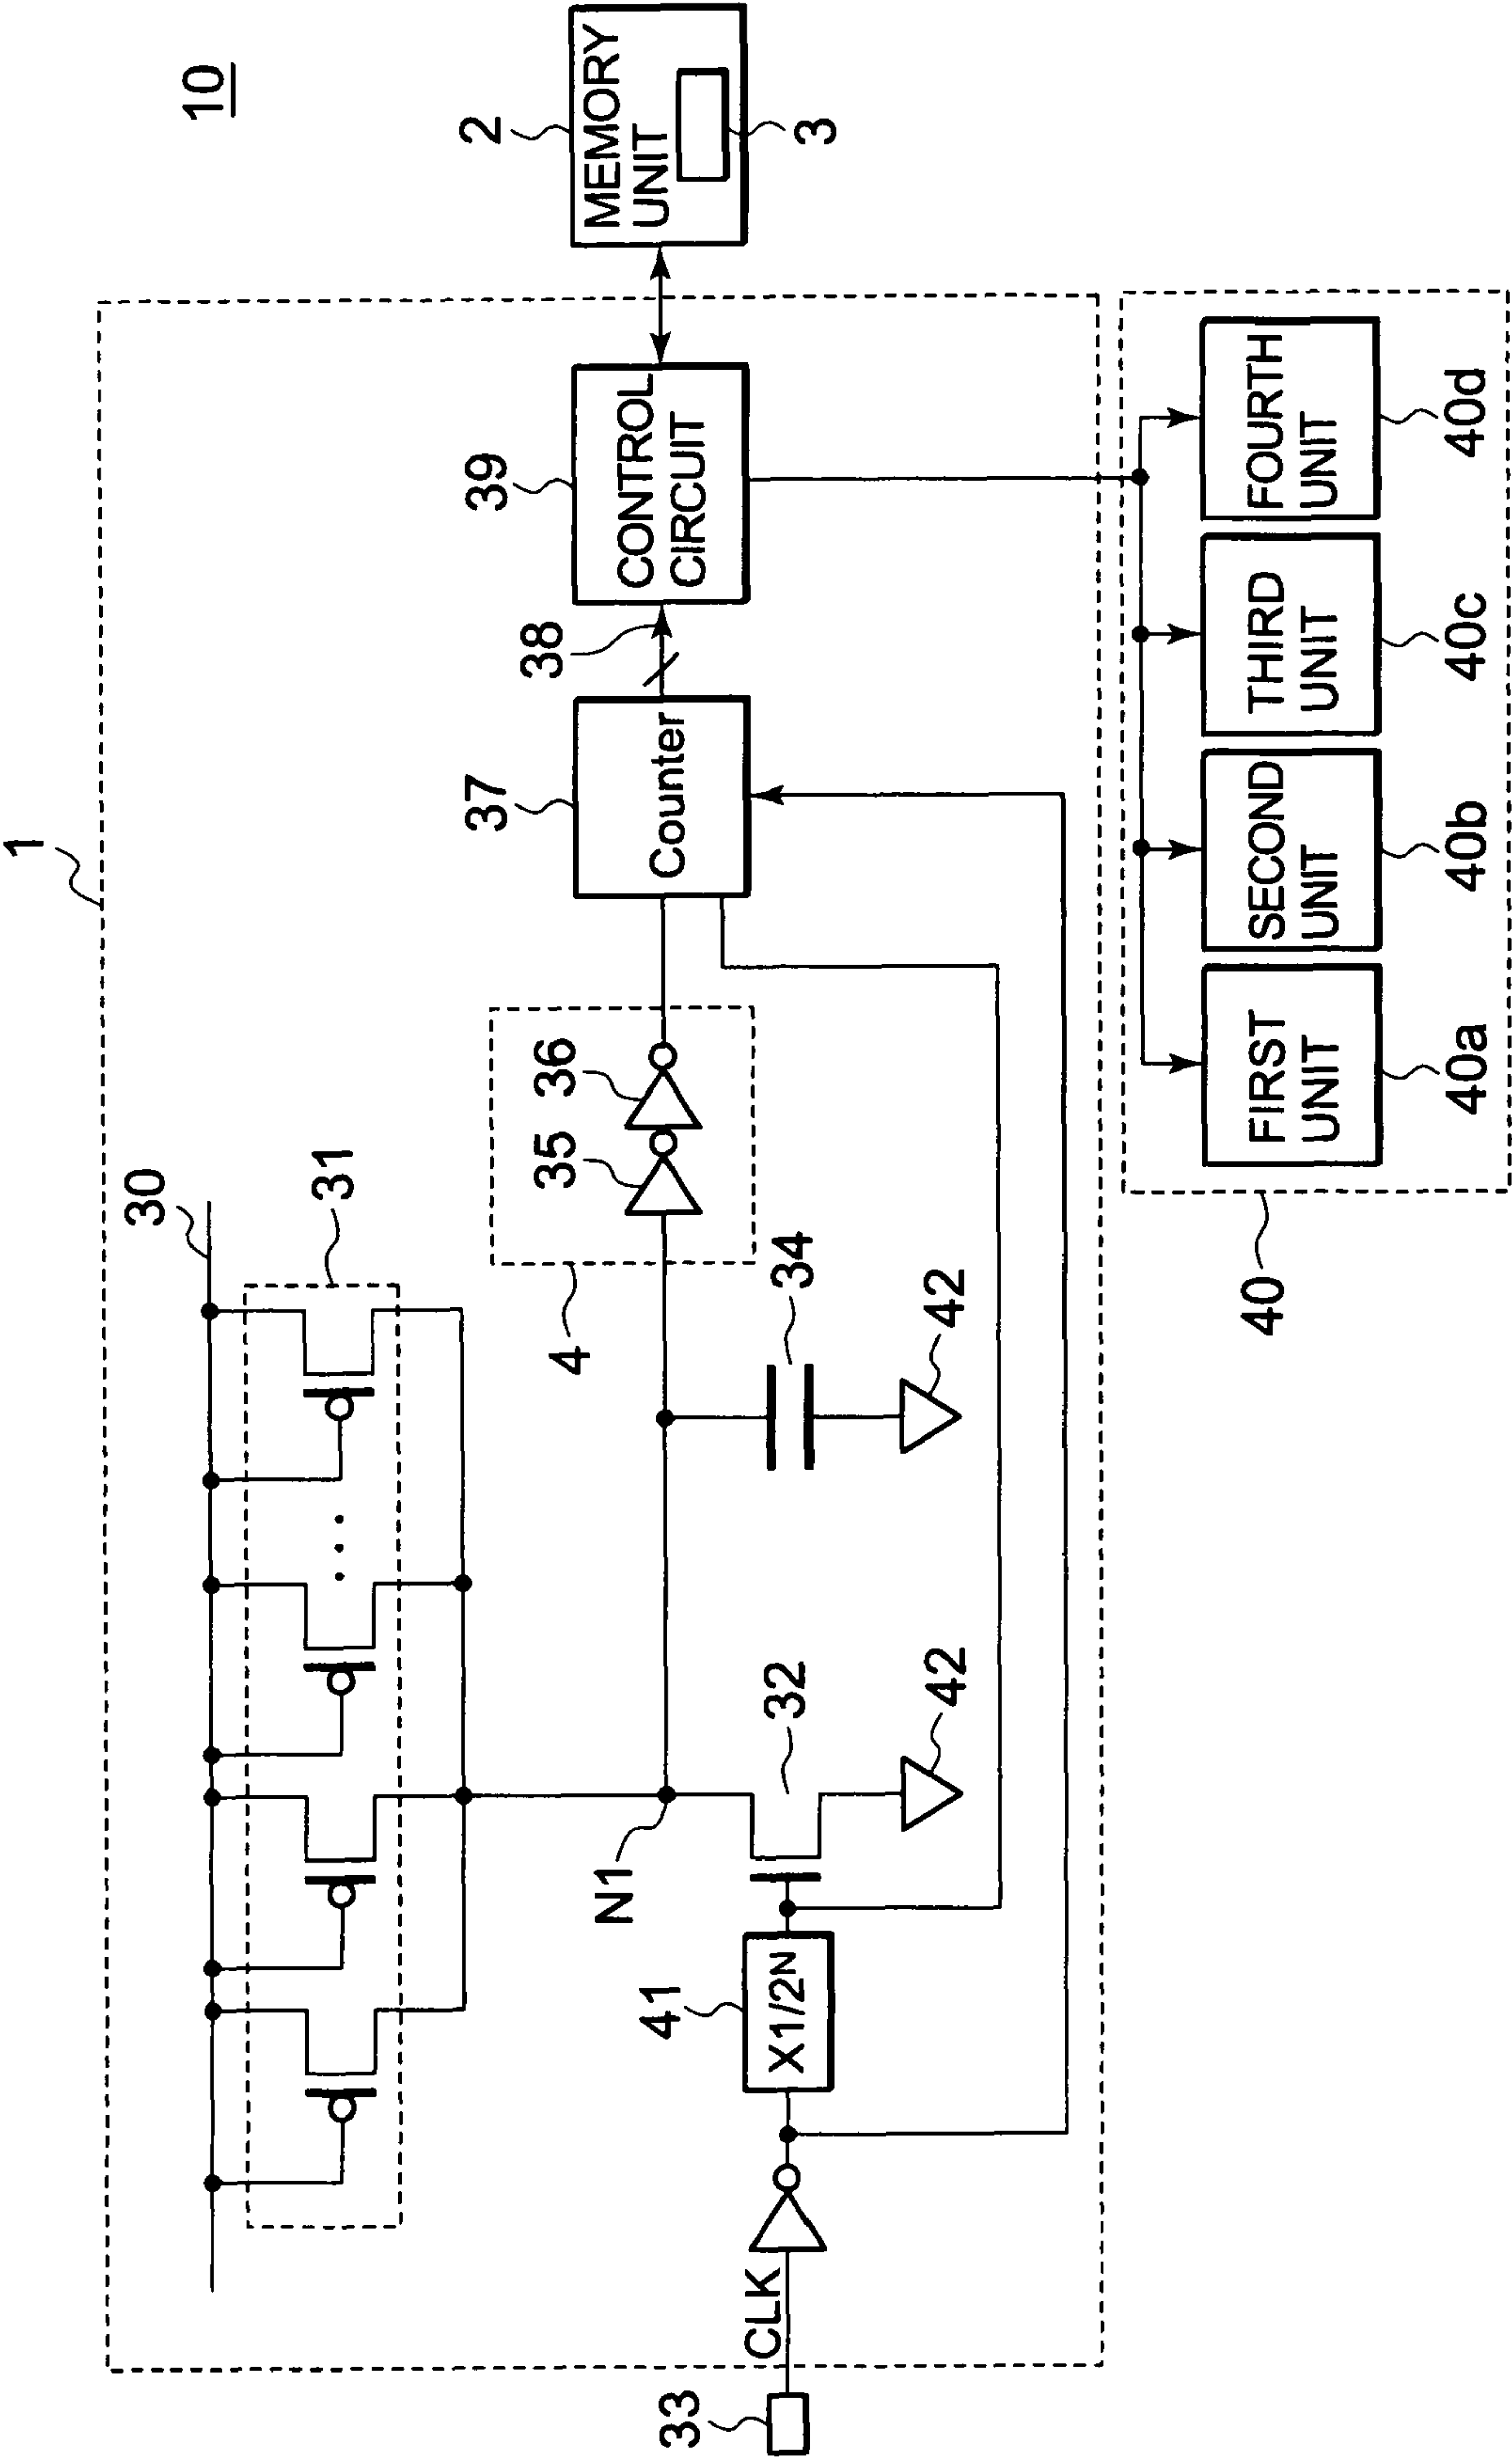 10
1
2
MEMORY
UNIT
3
30
31
39
CONTROL
CIRCUIT
38
37
Counter
36
35
4
34
42
N1
32
42
41
X1/2N
33
CLK
40
FIRST
UNIT
40a
SECOND
UNIT
40b
THIRD
UNIT
40c
FOURTH
UNIT
40d